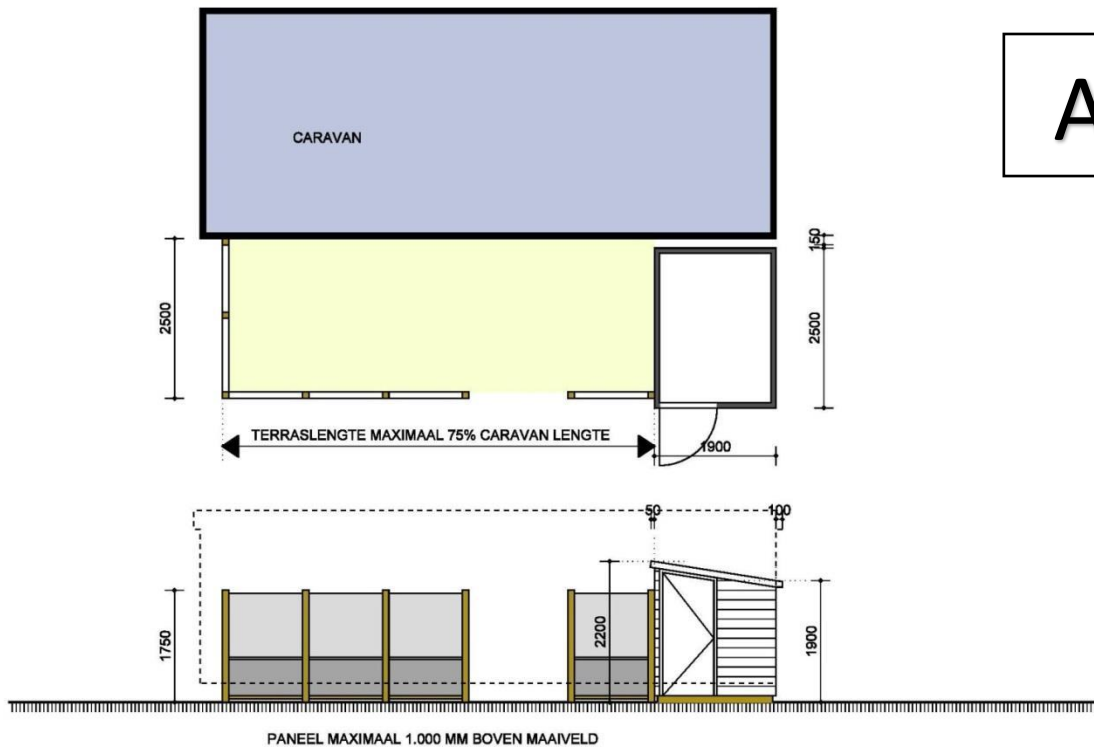 A
CARAVAN
150
2500
2500
TERRASLENGTE MAXIMAAL 75% CARAVAN LENGTE
1900
50
100
1750
2200
1900
PANEEL MAXIMAAL 1.000 MM BOVEN MAAIVELD